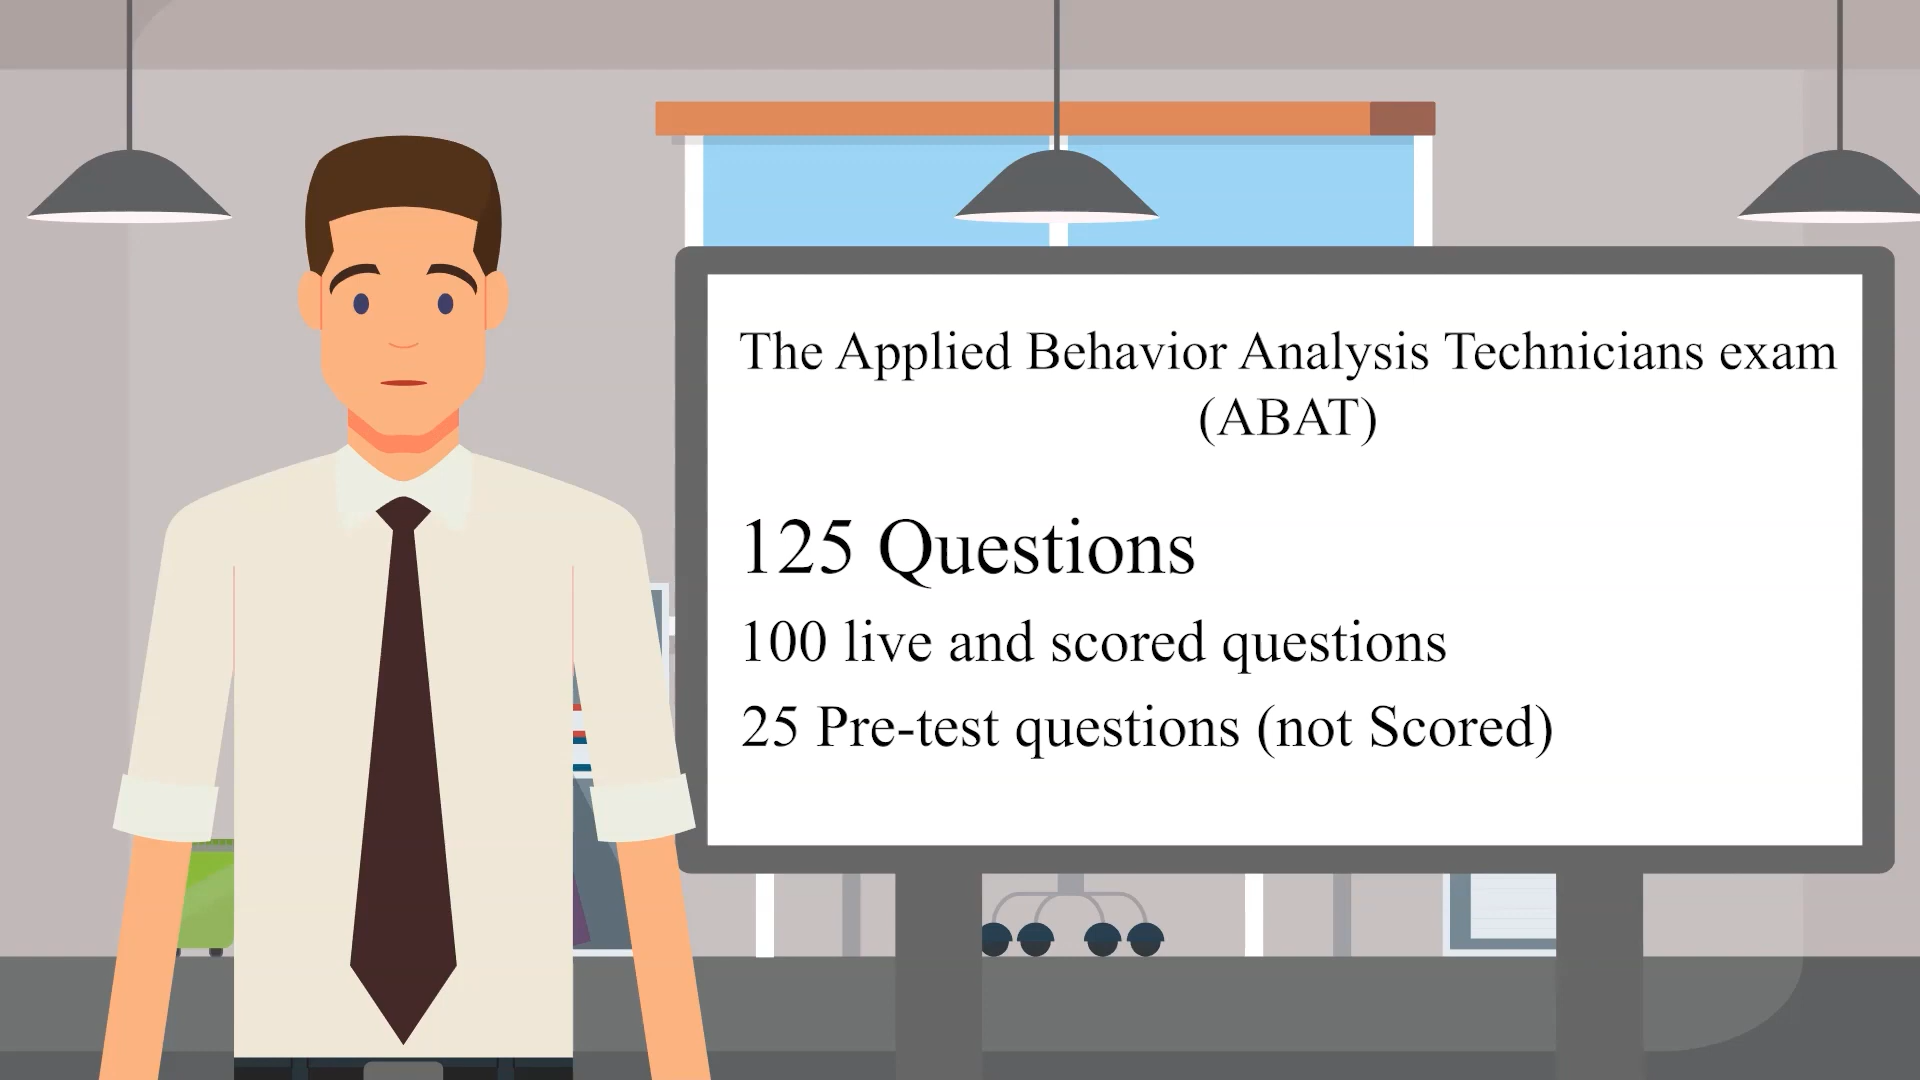 The Applied Behavior Analysis Technicians exam
(ABAT)
125 Questions
100 live and scored questions
25 Pre-test questions (not Scored)